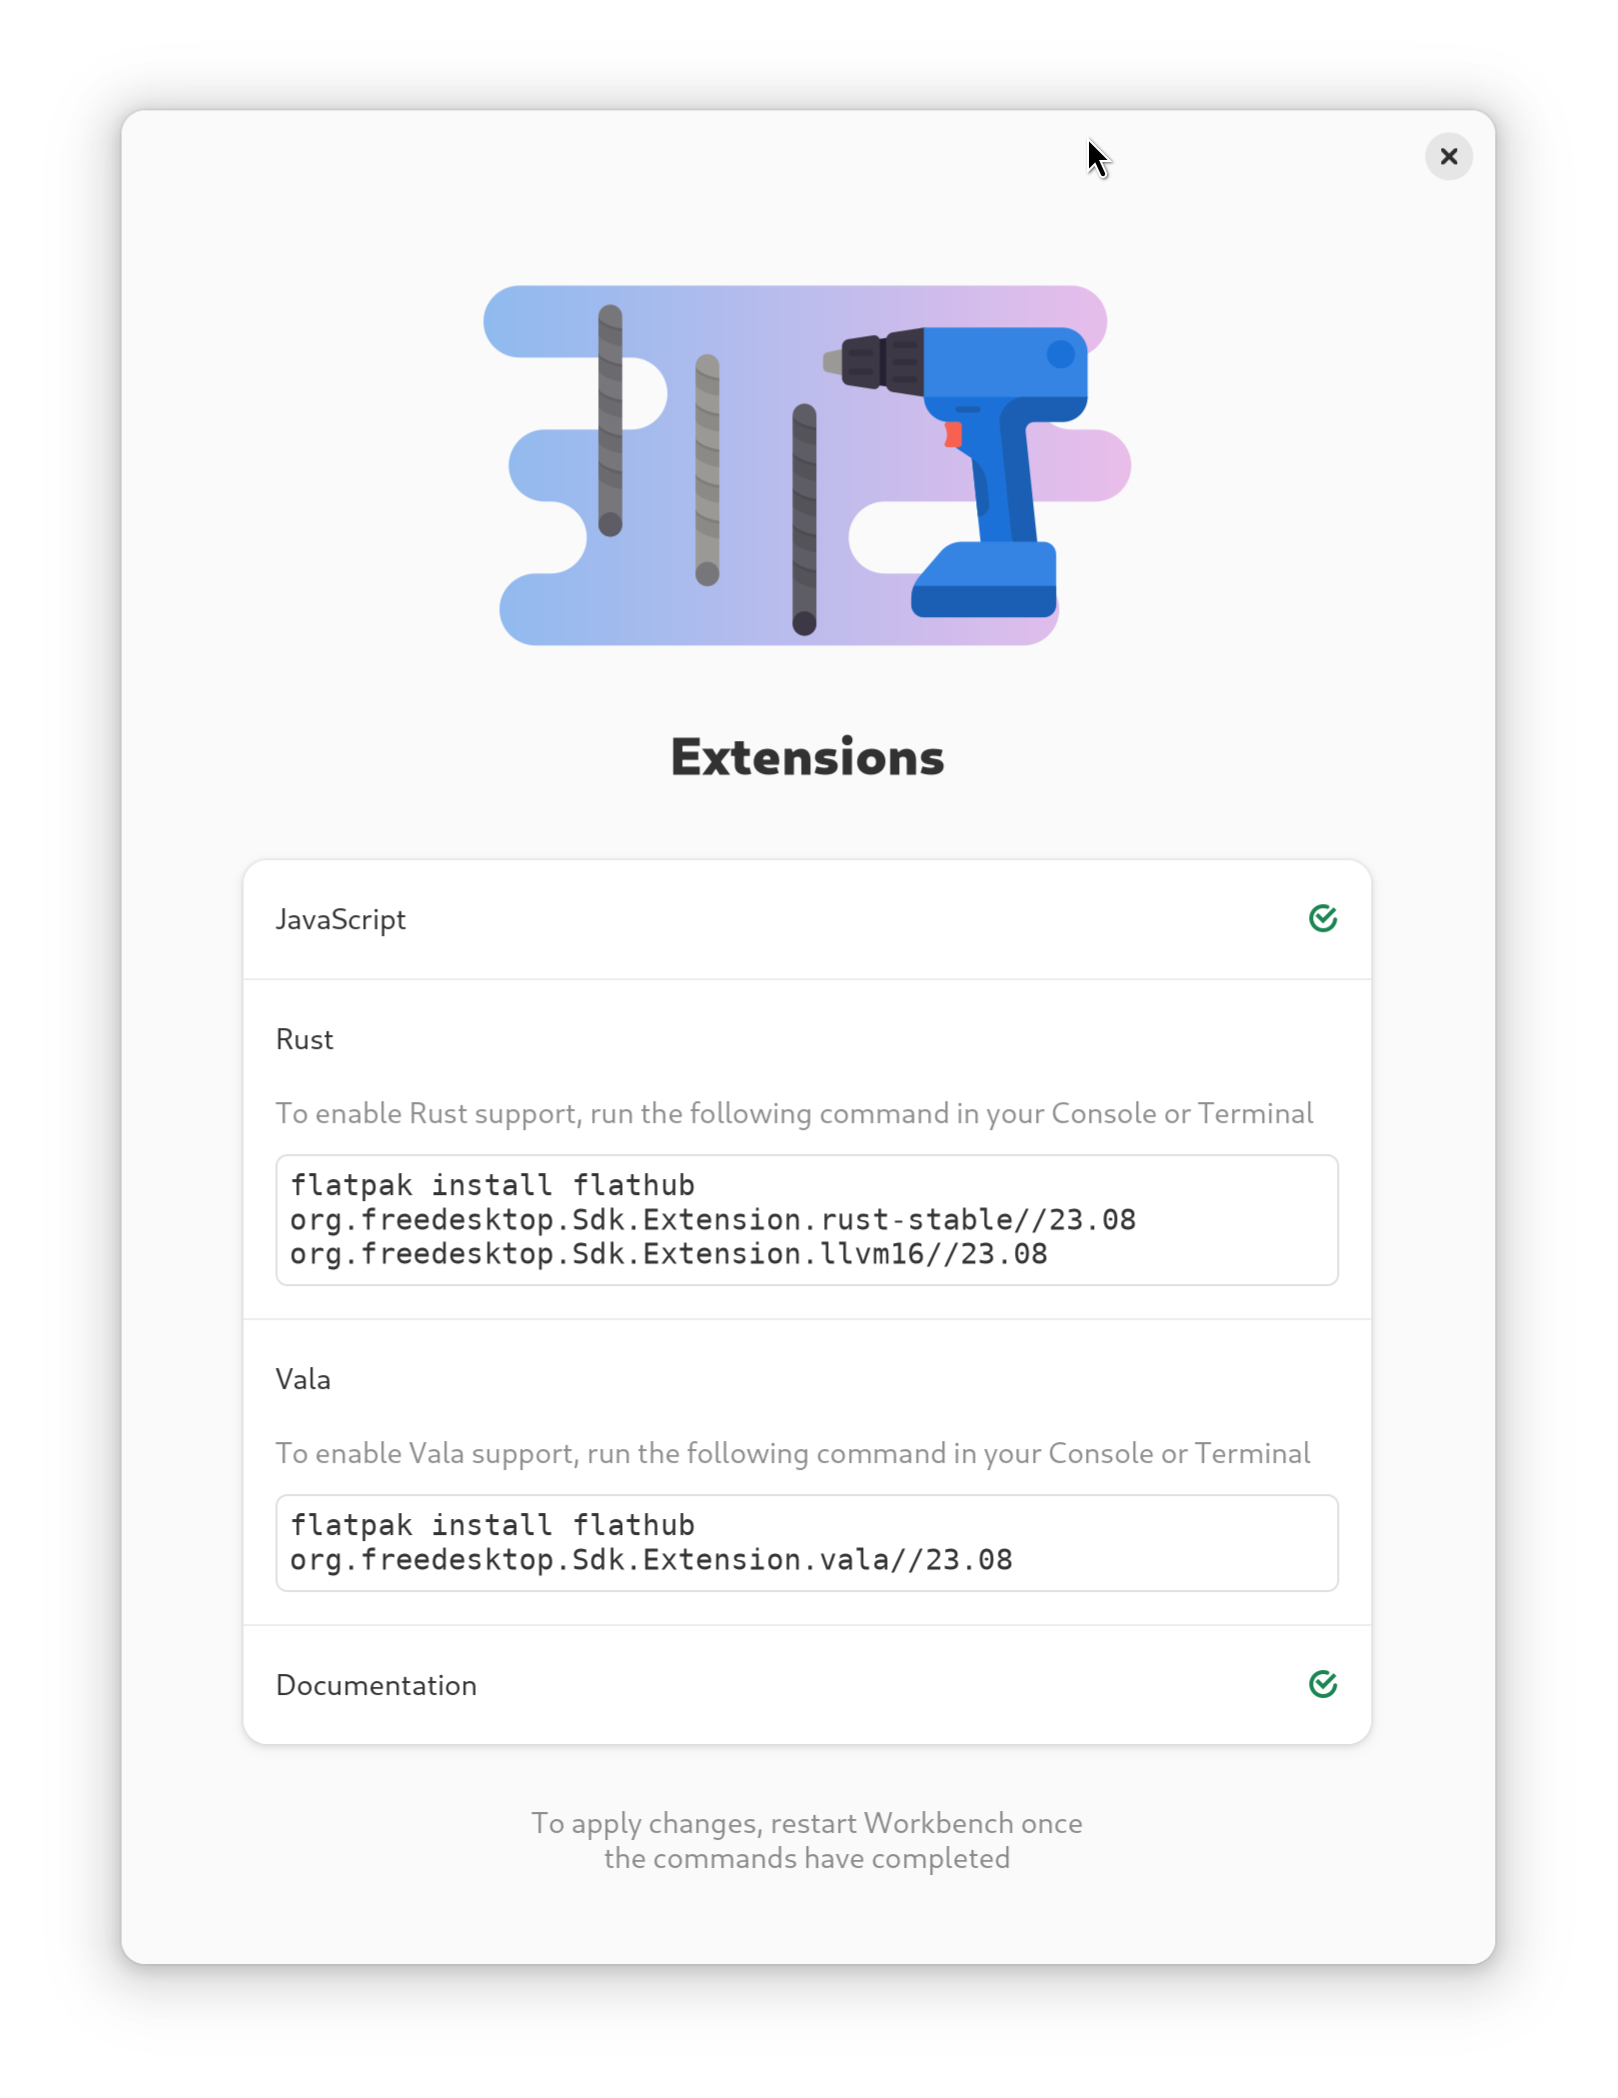 Extensions
JavaScript
Rust
To enable Rust support, run the following command in your Console or Terminal
flatpak install flathub
org.freedesktop.Sdk.Extension.rust-stable//23.08
org.freedesktop.Sdk.Extension.llvm16//23.08
Vala
To enable Vala support, run the following command in your Console or Terminal
flatpak install flathub
org.freedesktop.Sdk.Extension.vala//23.08
Documentation
To apply changes, restart Workbench once
the commands have completed